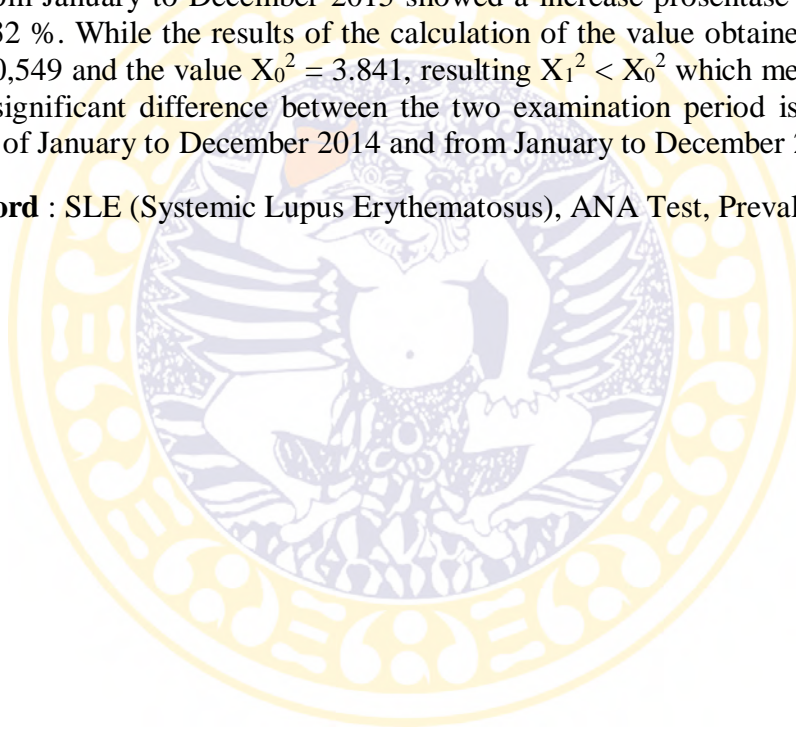 om January to December 2015 showed a increase prosentase
32 %. While the results of the calculation of the value obtaine
0,549 and the value X₀² = 3.841, resulting X₁² < X₀² which me
significant difference between the two examination period is
of January to December 2014 and from January to December 2
ord : SLE (Systemic Lupus Erythematosus), ANA Test, Preval